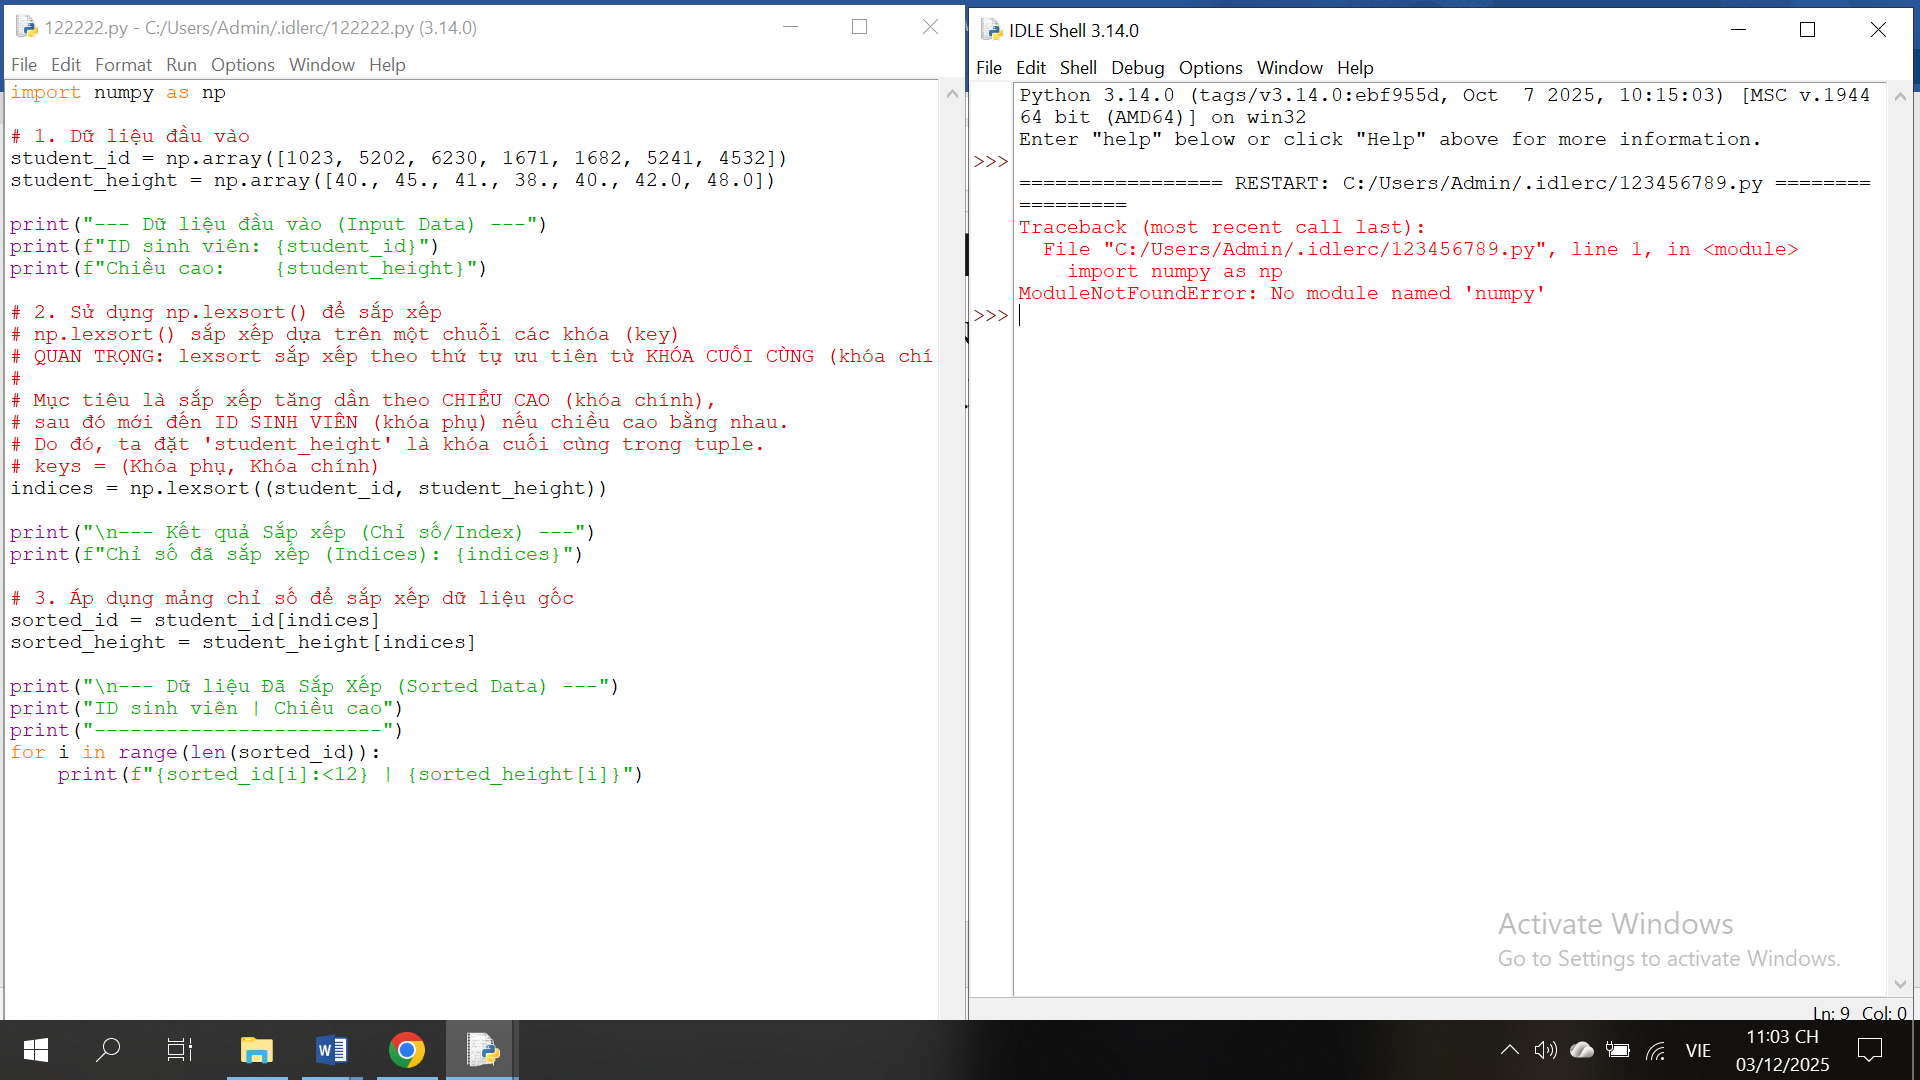 122222.py - C:/Users/Admin/.idlerc/122222.py (3.14.0)
File Edit Format Run Options Window Help
import numpy as np
# 1. Dữ liệu đầu vào
student_id = np.array([1023, 5202, 6230, 1671, 1682, 5241, 4532])
student_height = np.array([40., 45., 41., 38., 40., 42.0, 48.0])
print("--- Dữ liệu đầu vào (Input Data) ---")
print(f"ID sinh viên: {student_id}")
print(f"Chiều cao:    {student_height}")
# 2. Sử dụng np.lexsort() để sắp xếp
# np.lexsort() sắp xếp dựa trên một chuỗi các khóa (key)
# QUAN TRỌNG: lexsort sắp xếp theo thứ tự ưu tiên từ KHÓA CUỐI CÙNG (khóa chí
#
# Mục tiêu là sắp xếp tăng dần theo CHIỀU CAO (khóa chính),
# sau đó mới đến ID SINH VIÊN (khóa phụ) nếu chiều cao bằng nhau.
# Do đó, ta đặt 'student_height' là khóa cuối cùng trong tuple.
# keys = (Khóa phụ, Khóa chính)
indices = np.lexsort((student_id, student_height))
print("\n--- Kết quả Sắp xếp (Chỉ số/Index) ---")
print(f"Chỉ số đã sắp xếp (Indices): {indices}")
# 3. Áp dụng mảng chỉ số để sắp xếp dữ liệu gốc
sorted_id = student_id[indices]
sorted_height = student_height[indices]
print("\n--- Dữ liệu Đã Sắp Xếp (Sorted Data) ---")
print("ID sinh viên | Chiều cao")
print("------------------------")
for i in range(len(sorted_id)):
    print(f"{sorted_id[i]:<12} | {sorted_height[i]}")
IDLE Shell 3.14.0
File Edit Shell Debug Options Window Help
Python 3.14.0 (tags/v3.14.0:ebf955d, Oct  7 2025, 10:15:03) [MSC v.1944
64 bit (AMD64)] on win32
Enter "help" below or click "Help" above for more information.
>>>
================= RESTART: C:/Users/Admin/.idlerc/123456789.py ========
=========
Traceback (most recent call last):
  File "C:/Users/Admin/.idlerc/123456789.py", line 1, in <module>
    import numpy as np
ModuleNotFoundError: No module named 'numpy'
>>>
Activate Windows
Go to Settings to activate Windows.
Ln: 9 Col: 0
W
VIE
11:03 CH
03/12/2025